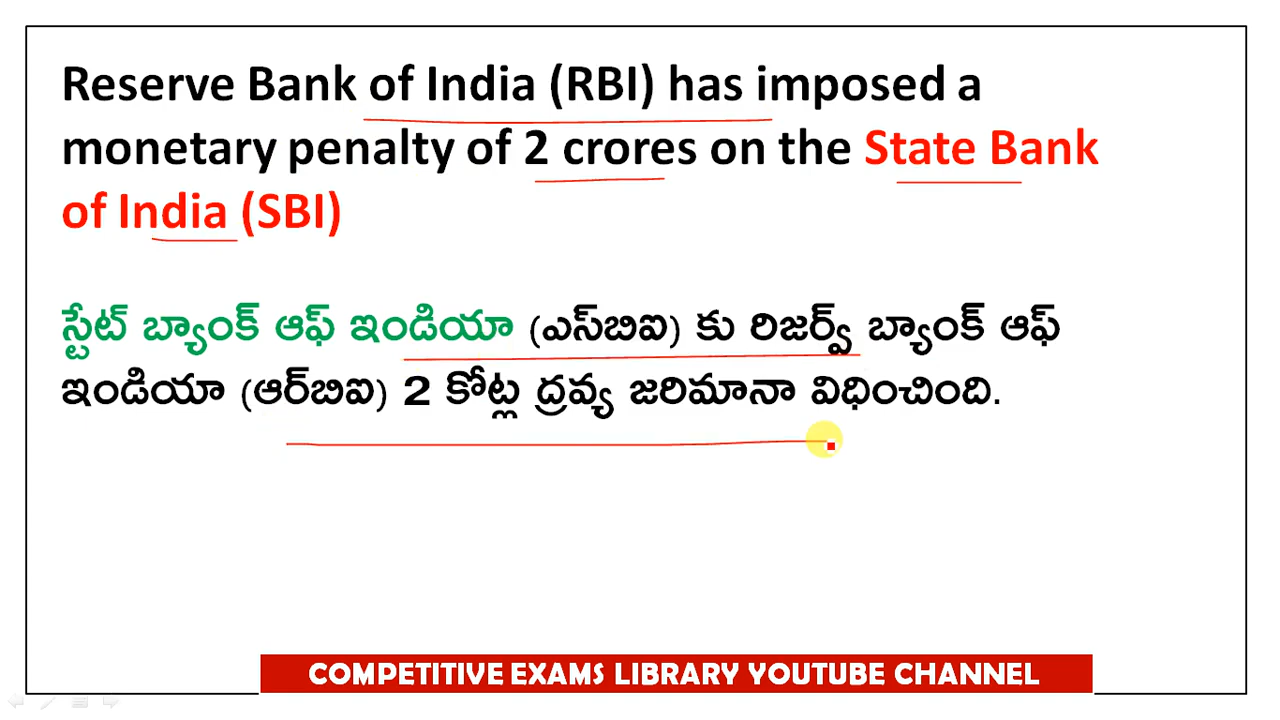 Reserve Bank of India (RBI) has imposed a
monetary penalty of 2 crores on the State Bank
of India (SBI)
స్టేట్ బ్యాంక్ ఆఫ్ ఇండియా (ఎస్‌బిఐ) కు రిజర్వ్ బ్యాంక్ ఆఫ్
ఇండియా (ఆర్‌బిఐ) 2 కోట్ల ద్రవ్య జరిమానా విధించింది.
COMPETITIVE EXAMS LIBRARY YOUTUBE CHANNEL